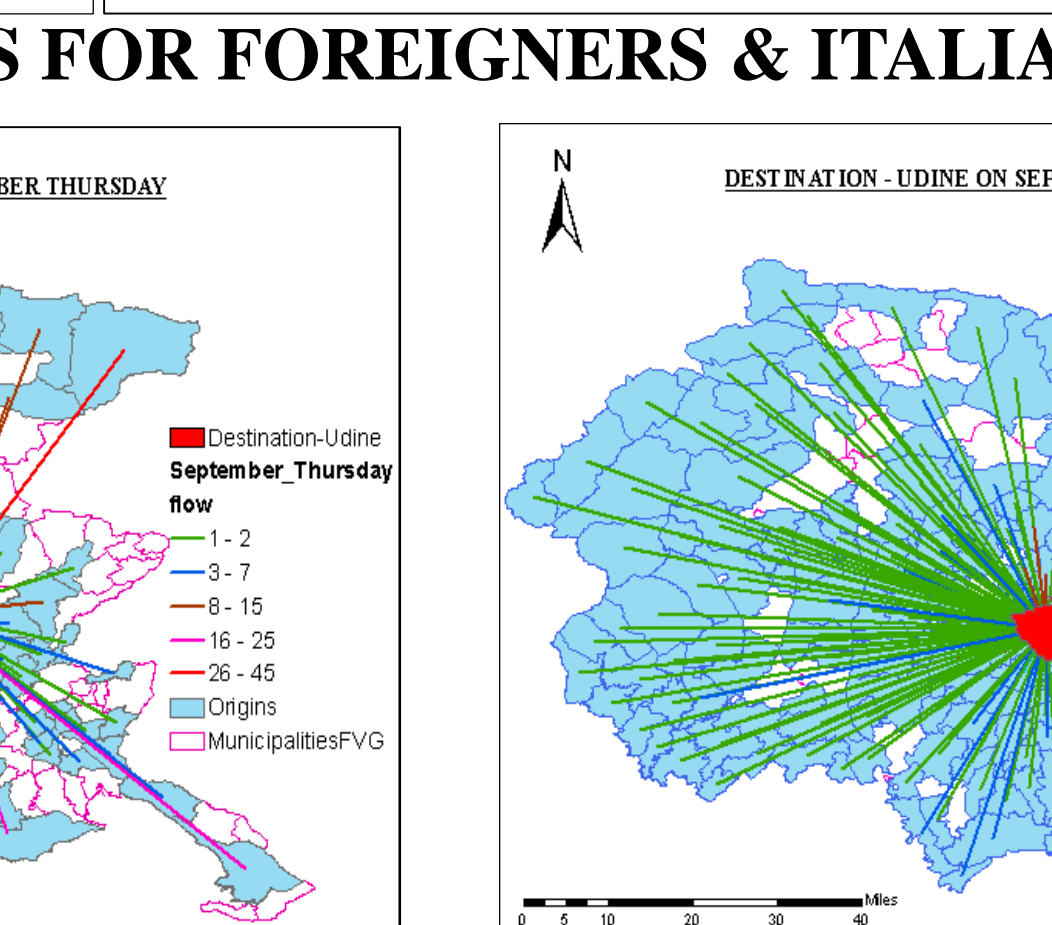 S FOR FOREIGNERS & ITALIA
BER THURSDAY
Destination-Udine
September_Thursday
flow
1 - 2
3 - 7
8 - 15
16 - 25
26 - 45
Origins
MunicipalitiesFVG
N
DESTINATION - UDINE ON SEP
Miles
0 5 10 20 30 40